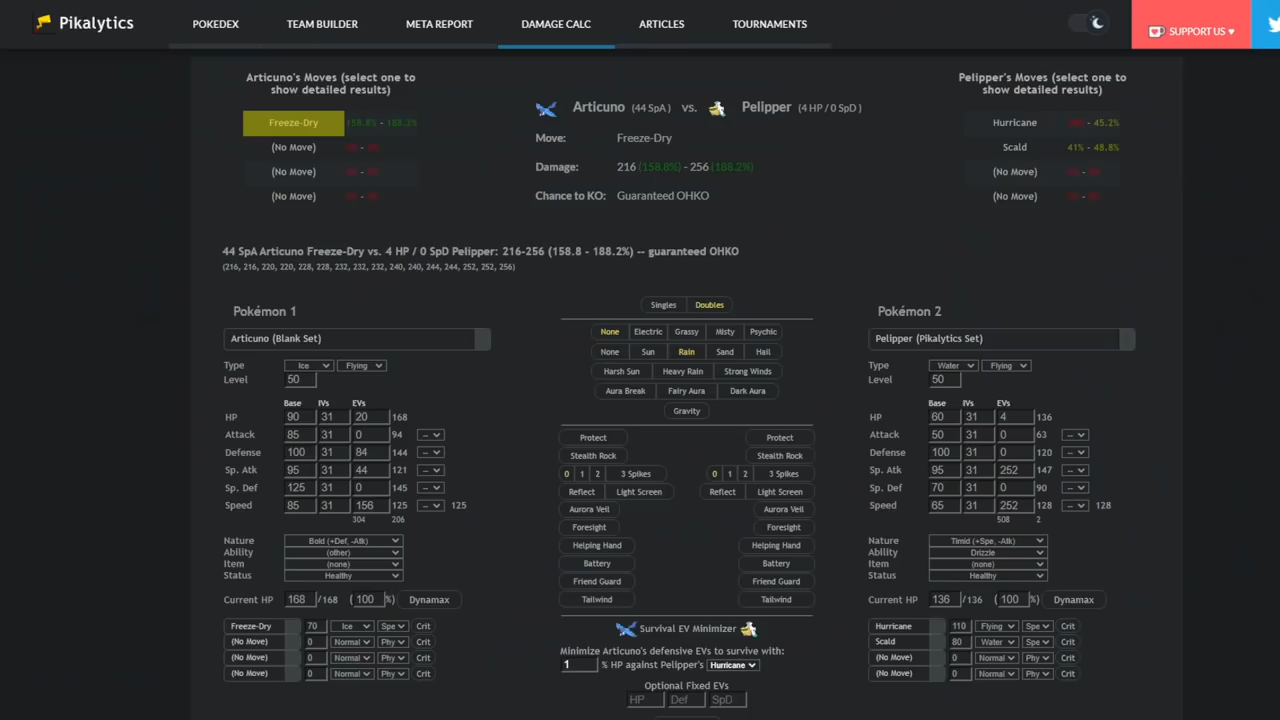 Pikalytics POKEDEX TEAM BUILDER META REPORT DAMAGE CALC ARTICLES TOURNAMENTS SUPPORT US ♥
Articuno's Moves (select one to
show detailed results)
Freeze-Dry 158.8% - 188.2%
(No Move)
(No Move)
(No Move)
Articuno (44 SpA ) vs. Pelipper (4 HP / 0 SpD )
Move: Freeze-Dry
Damage: 216 (158.8%) - 256 (188.2%)
Chance to KO: Guaranteed OHKO
Pelipper's Moves (select one to
show detailed results)
Hurricane - 45.2%
Scald 41% - 48.8%
(No Move)
(No Move)
44 SpA Articuno Freeze-Dry vs. 4 HP / 0 SpD Pelipper: 216-256 (158.8 - 188.2%) -- guaranteed OHKO
(216, 216, 220, 220, 228, 228, 232, 232, 232, 240, 240, 244, 244, 252, 252, 256)
Pokémon 1
Articuno (Blank Set)
Type Ice Flying
Level 50
Base IVs EVs
HP 90 31 20 168
Attack 85 31 0 94 --
Defense 100 31 84 144 --
Sp. Atk 95 31 44 121 --
Sp. Def 125 31 0 145 --
Speed 85 31 156 125 -- 125
304 206
Nature Bold (+Def, -Atk)
Ability (other)
Item (none)
Status Healthy
Current HP 168 /168 ( 100 %) Dynamax
Freeze-Dry 70 Ice Spe Crit
(No Move) 0 Normal Phy Crit
(No Move) 0 Normal Phy Crit
(No Move) 0 Normal Phy Crit
Singles Doubles
None Electric Grassy Misty Psychic
None Sun Rain Sand Hail
Harsh Sun Heavy Rain Strong Winds
Aura Break Fairy Aura Dark Aura
Gravity
Protect Protect
Stealth Rock Stealth Rock
0 1 2 3 Spikes 0 1 2 3 Spikes
Reflect Light Screen Reflect Light Screen
Aurora Veil Aurora Veil
Foresight Foresight
Helping Hand Helping Hand
Battery Battery
Friend Guard Friend Guard
Tailwind Tailwind
Survival EV Minimizer
Minimize Articuno's defensive EVs to survive with:
1 % HP against Pelipper's Hurricane
Optional Fixed EVs
HP Def SpD
Pokémon 2
Pelipper (Pikalytics Set)
Type Water Flying
Level 50
Base IVs EVs
HP 60 31 4 136
Attack 50 31 0 63 --
Defense 100 31 0 120 --
Sp. Atk 95 31 252 147 --
Sp. Def 70 31 0 90 --
Speed 65 31 252 128 -- 128
508 2
Nature Timid (+Spe, -Atk)
Ability Drizzle
Item (none)
Status Healthy
Current HP 136 /136 ( 100 %) Dynamax
Hurricane 110 Flying Spe Crit
Scald 80 Water Spe Crit
(No Move) 0 Normal Phy Crit
(No Move) 0 Normal Phy Crit